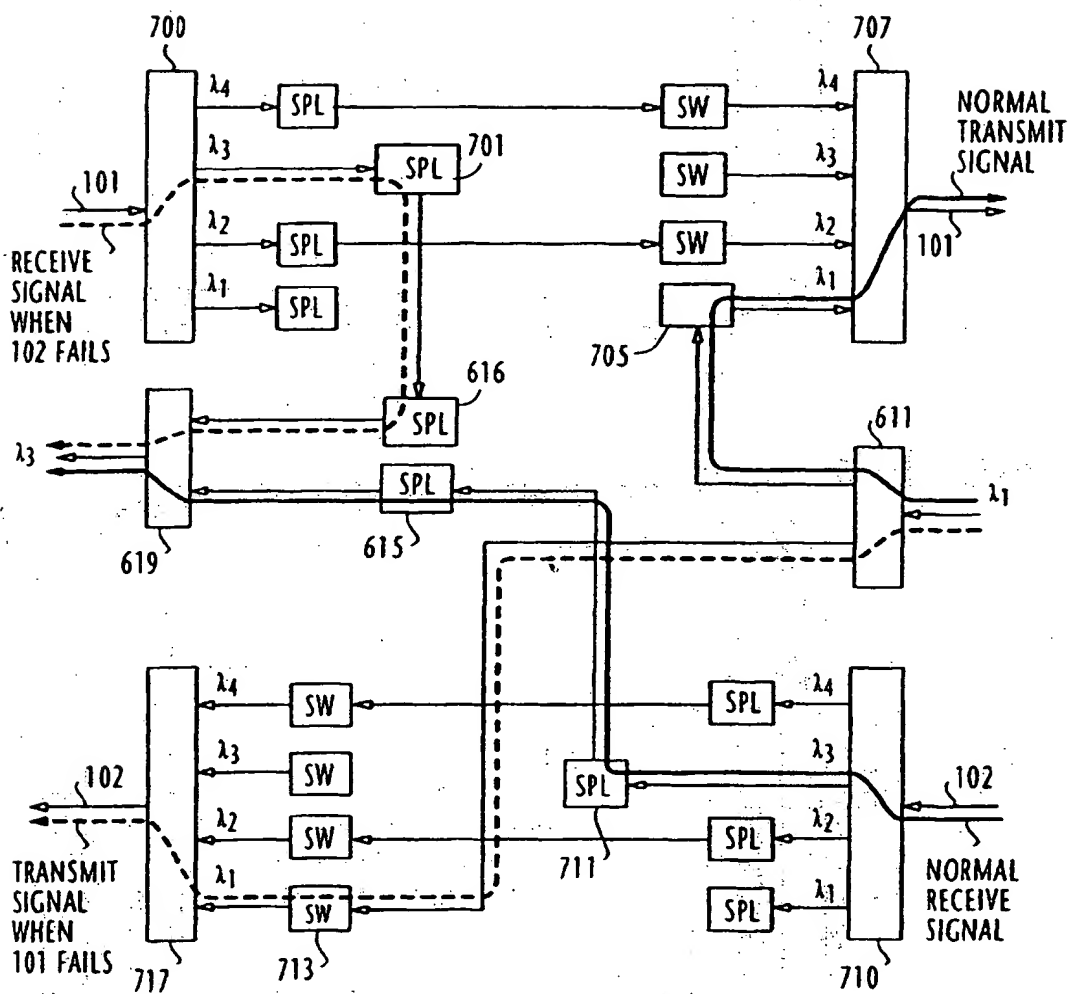 700
707
λ4
SPL
SW
λ4
NORMAL
TRANSMIT
SIGNAL
λ3
SPL
701
SW
λ3
101
λ2
SPL
SW
λ2
101
RECEIVE
SIGNAL
WHEN
102 FAILS
λ1
SPL
λ1
705
616
SPL
611
λ3
SPL
λ1
619
615
λ4
SW
SPL
λ4
λ3
SW
SPL
λ3
102
102
λ2
SW
711
SPL
λ2
TRANSMIT
SIGNAL
WHEN
101 FAILS
λ1
SW
SPL
λ1
NORMAL
RECEIVE
SIGNAL
717
713
710